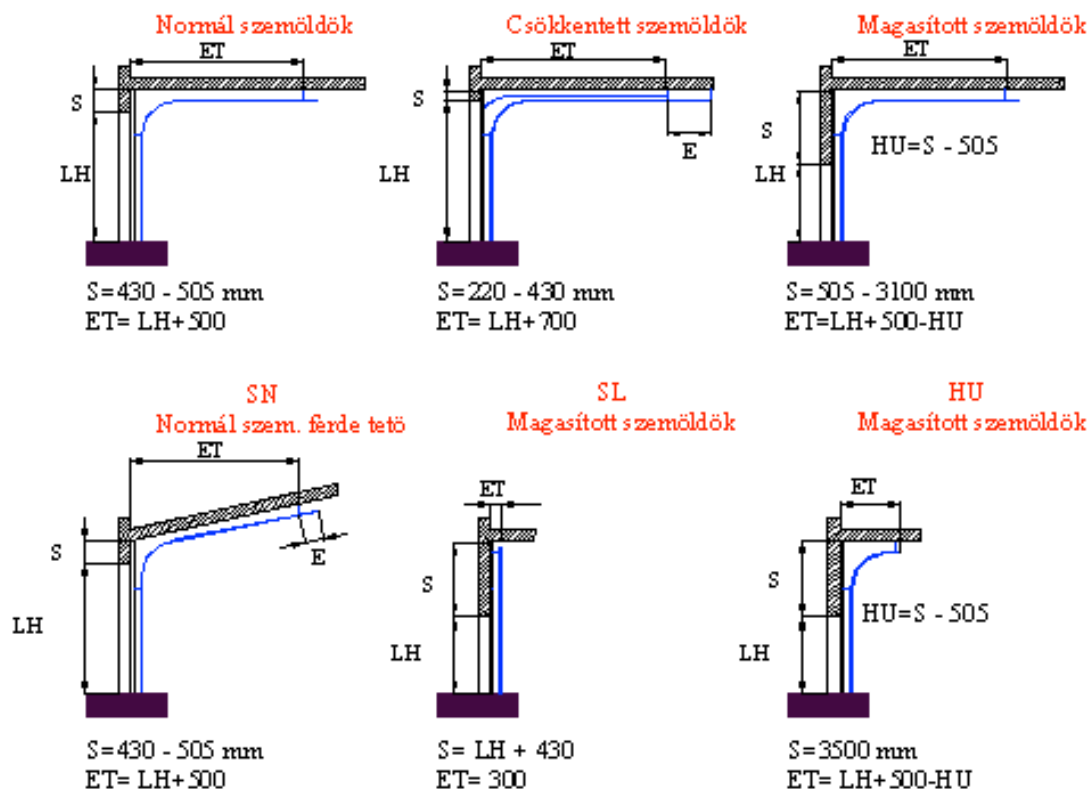 Normál szemöldök
ET
S
LH
S=430 - 505 mm
ET= LH+500
Csökkentett szemöldök
ET
S
E
LH
S=220 - 430 mm
ET= LH+700
Magasított szemöldök
ET
S
HU=S - 505
LH
S=505 - 3100 mm
ET=LH+500-HU
SN
Normál szem. ferde tetö
ET
S
E
LH
S=430 - 505 mm
ET= LH+500
SL
Magasított szemöldök
ET
S
LH
S= LH + 430
ET= 300
HU
Magasított szemöldök
ET
S
HU=S - 505
LH
S=3500 mm
ET= LH+500-HU